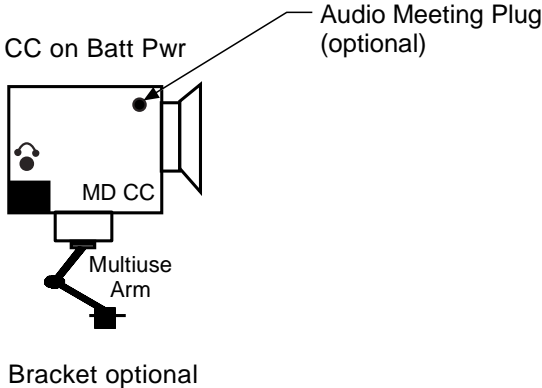 Audio Meeting Plug
(optional)
CC on Batt Pwr
MD CC
Multiuse
Arm
Bracket optional